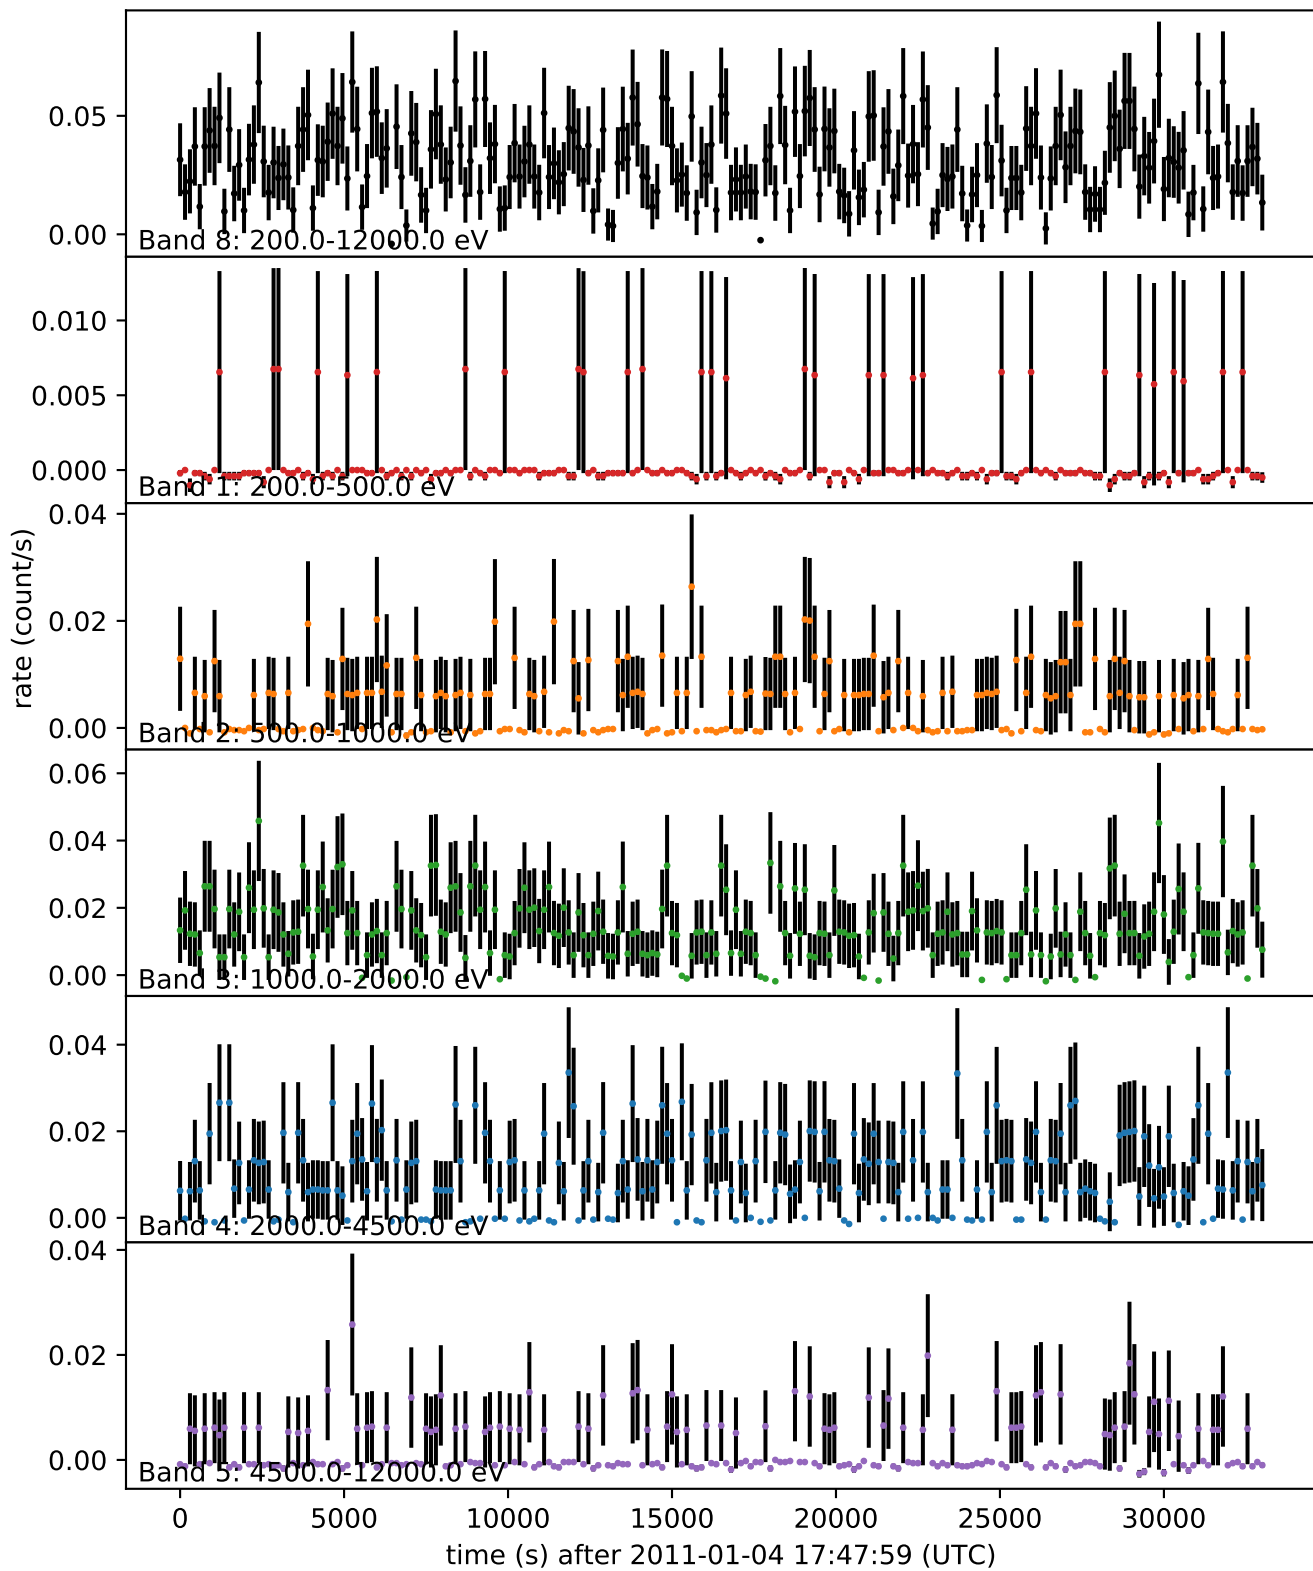 0.05
0.00
Band 8: 200.0-12000.0 eV
0.010
0.005
0.000
Band 1: 200.0-500.0 eV
0.04
0.02
0.00
Band 2: 500.0-1000.0 eV
rate (count/s)
0.06
0.04
0.02
0.00
Band 3: 1000.0-2000.0 eV
0.04
0.02
0.00
Band 4: 2000.0-4500.0 eV
0.04
0.02
0.00
Band 5: 4500.0-12000.0 eV
0 5000 10000 15000 20000 25000 30000
time (s) after 2011-01-04 17:47:59 (UTC)